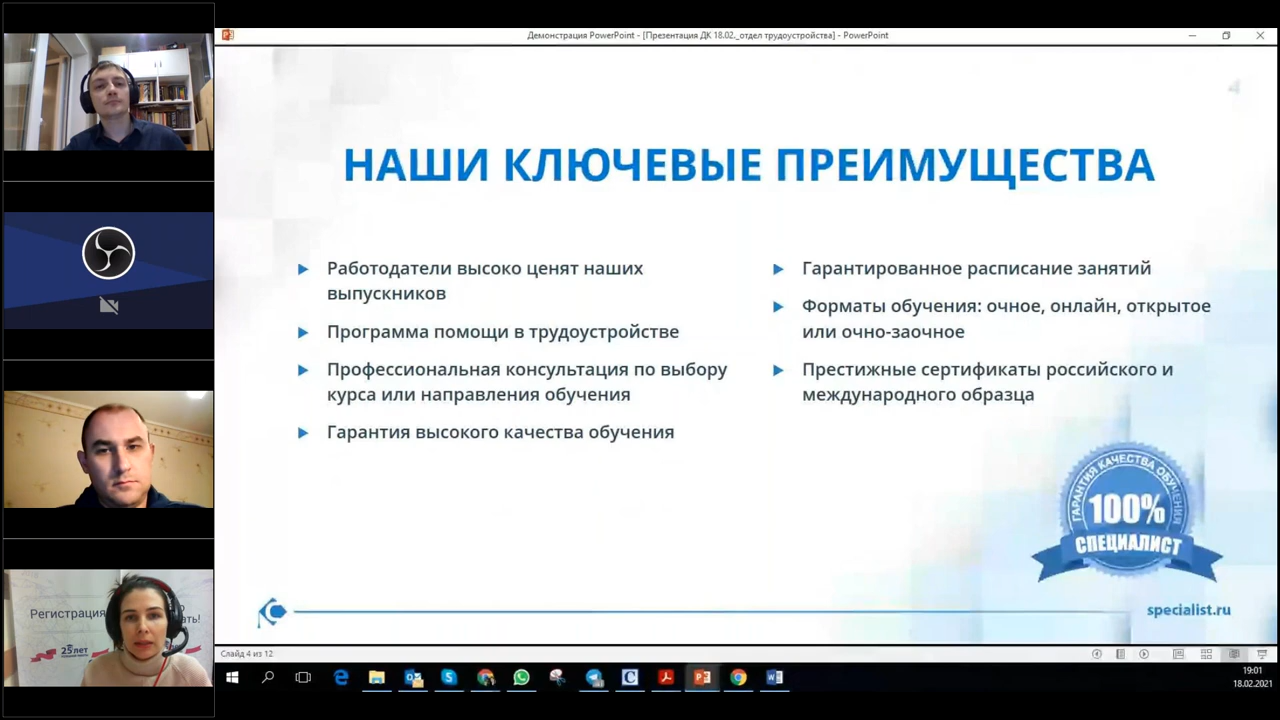 Демонстрация PowerPoint - [Презентация ДК 18.02._отдел трудоустройства] - PowerPoint
4
НАШИ КЛЮЧЕВЫЕ ПРЕИМУЩЕСТВА
Работодатели высоко ценят наших
выпускников
Программа помощи в трудоустройстве
Профессиональная консультация по выбору
курса или направления обучения
Гарантия высокого качества обучения
Гарантированное расписание занятий
Форматы обучения: очное, онлайн, открытое
или очно-заочное
Престижные сертификаты российского и
международного образца
ГАРАНТИЯ КАЧЕСТВА ОБУЧЕНИЯ
100%
СПЕЦИАЛИСТ
specialist.ru
Регистрация
25 лет
Слайд 4 из 12
19:01
18.02.2021